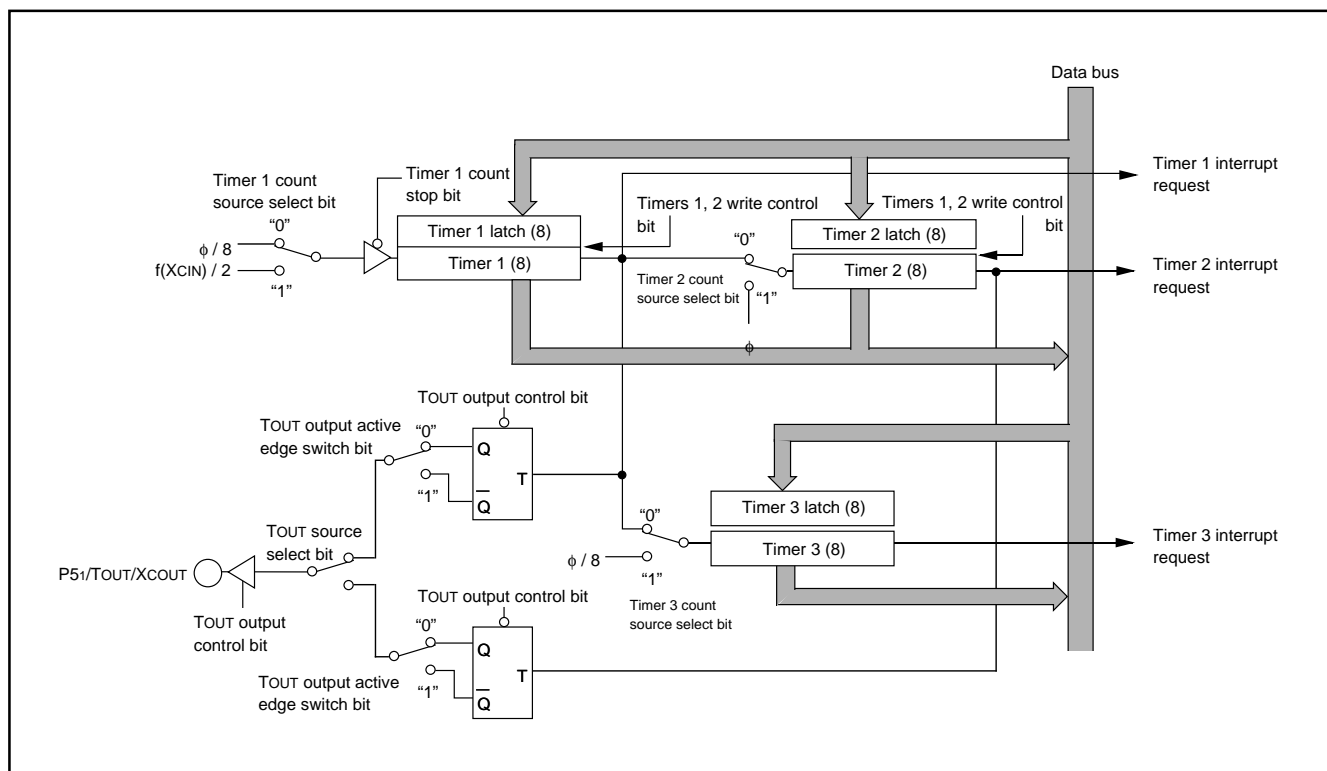 Data bus
Timer 1 count
source select bit
Timer 1 count
stop bit
Timer 1 interrupt
request
Timers 1, 2 write control
bit
Timers 1, 2 write control
bit
“0”
ϕ / 8
f(XCIN) / 2
“1”
Timer 1 latch (8)
Timer 1 (8)
“0”
Timer 2 count
source select bit
“1”
ϕ
Timer 2 latch (8)
Timer 2 (8)
Timer 2 interrupt
request
TOUT output control bit
TOUT output active
edge switch bit
“0”
“1”
Q
T
Q̅
TOUT source
select bit
P51/TOUT/XCOUT
TOUT output
control bit
“0”
ϕ / 8
“1”
Timer 3 count
source select bit
Timer 3 latch (8)
Timer 3 (8)
Timer 3 interrupt
request
TOUT output control bit
TOUT output active
edge switch bit
“0”
“1”
Q
T
Q̅